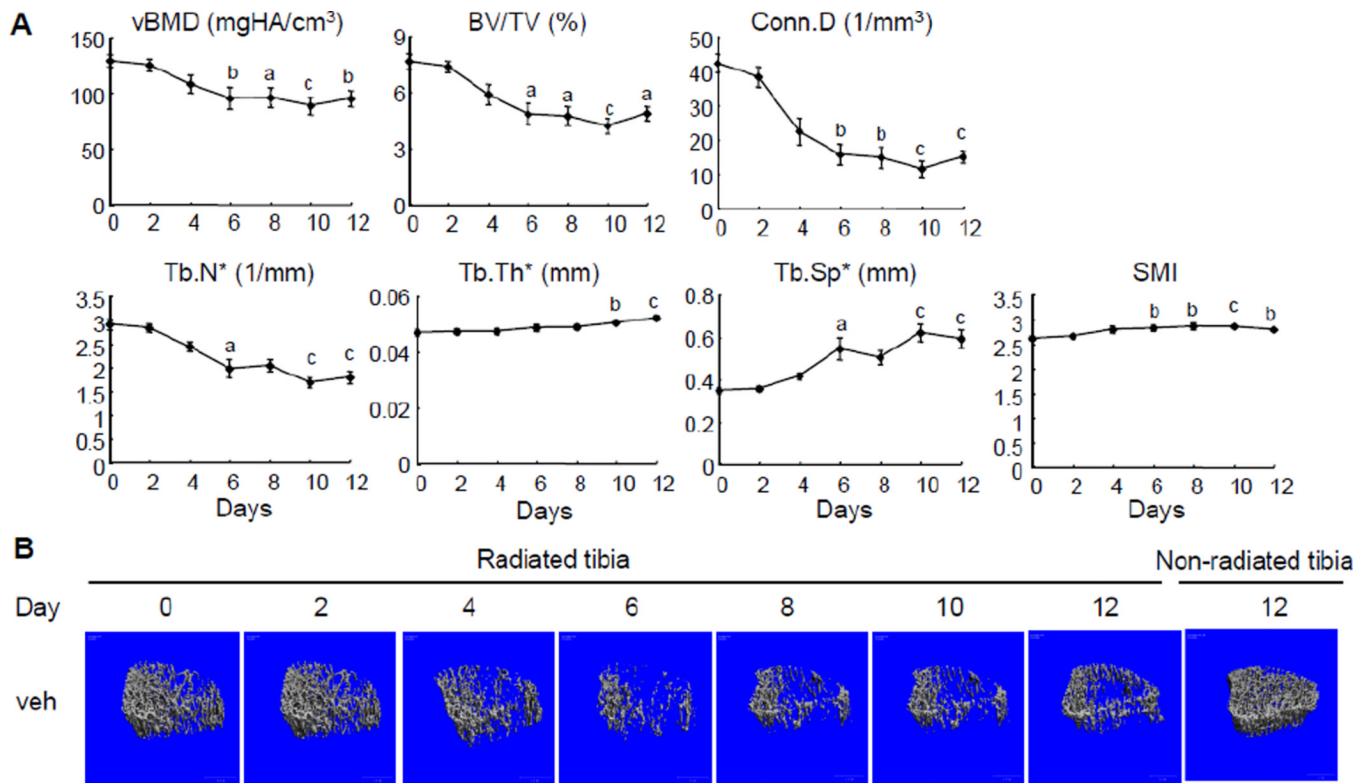 A
vBMD (mgHA/cm³) BV/TV (%) Conn.D (1/mm³)
150 100 50 0
b a c b
0 2 4 6 8 10 12
9 6 3 0
a a c a
0 2 4 6 8 10 12
50 40 30 20 10 0
b b c c
0 2 4 6 8 10 12
Tb.N* (1/mm) Tb.Th* (mm) Tb.Sp* (mm) SMI
3.5 3 2.5 2 1.5 1 0.5 0
a c c
0 2 4 6 8 10 12
Days
0.06 0.04 0.02 0
b c
0 2 4 6 8 10 12
Days
0.8 0.6 0.4 0.2 0
a c c
0 2 4 6 8 10 12
Days
3.5 3 2.5 2 1.5 1 0.5 0
b b c b
0 2 4 6 8 10 12
Days
B
Radiated tibia Non-radiated tibia
Day 0 2 4 6 8 10 12 12
veh